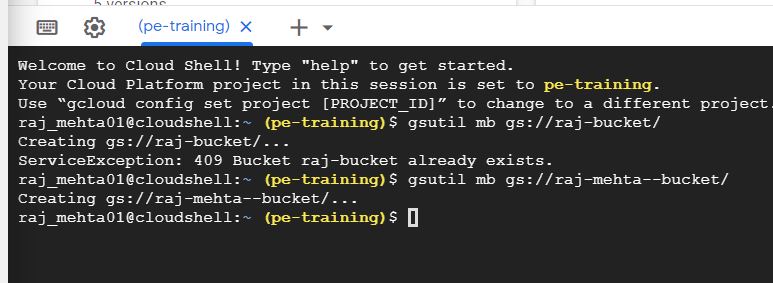 5 versions
(pe-training)
Welcome to Cloud Shell! Type "help" to get started.
Your Cloud Platform project in this session is set to pe-training.
Use “gcloud config set project [PROJECT_ID]” to change to a different project.
raj_mehta01@cloudshell:~ (pe-training)$ gsutil mb gs://raj-bucket/
Creating gs://raj-bucket/...
ServiceException: 409 Bucket raj-bucket already exists.
raj_mehta01@cloudshell:~ (pe-training)$ gsutil mb gs://raj-mehta--bucket/
Creating gs://raj-mehta--bucket/...
raj_mehta01@cloudshell:~ (pe-training)$